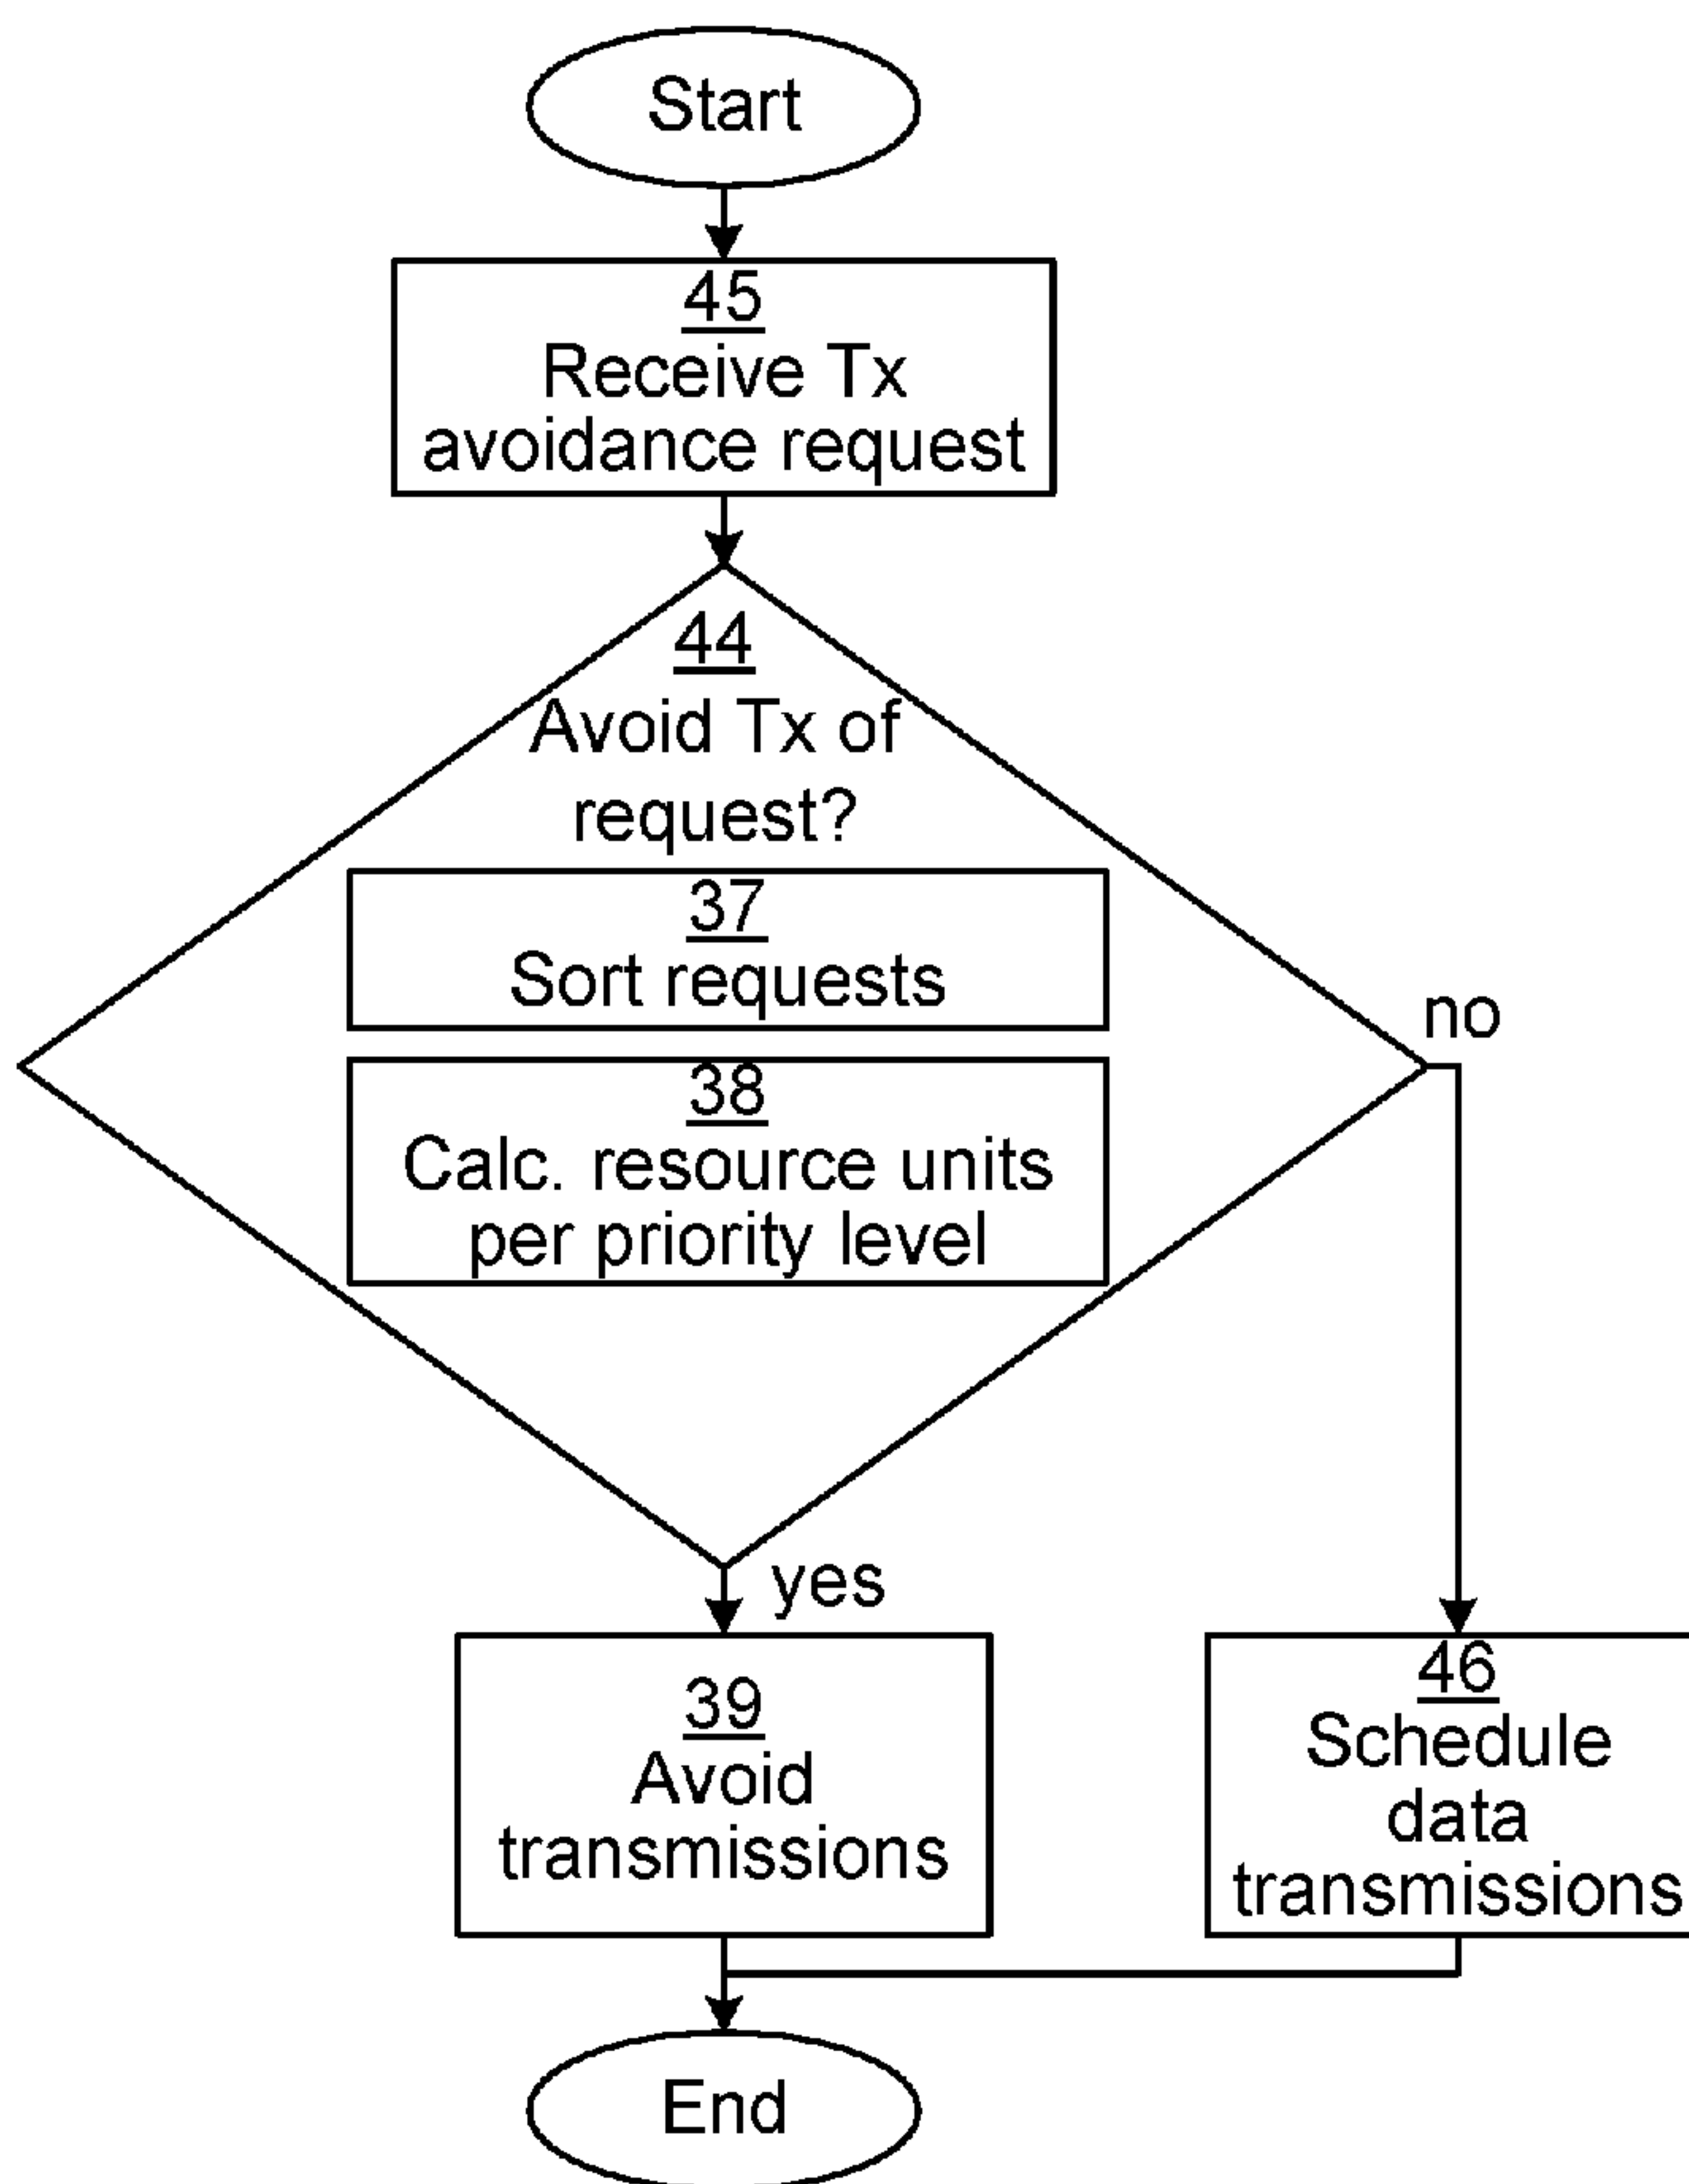 Start
45
Receive Tx
avoidance request
44
Avoid Tx of
request?
37
Sort requests
no
38
Calc. resource units
per priority level
yes
39
Avoid
transmissions
46
Schedule
data
transmissions
End